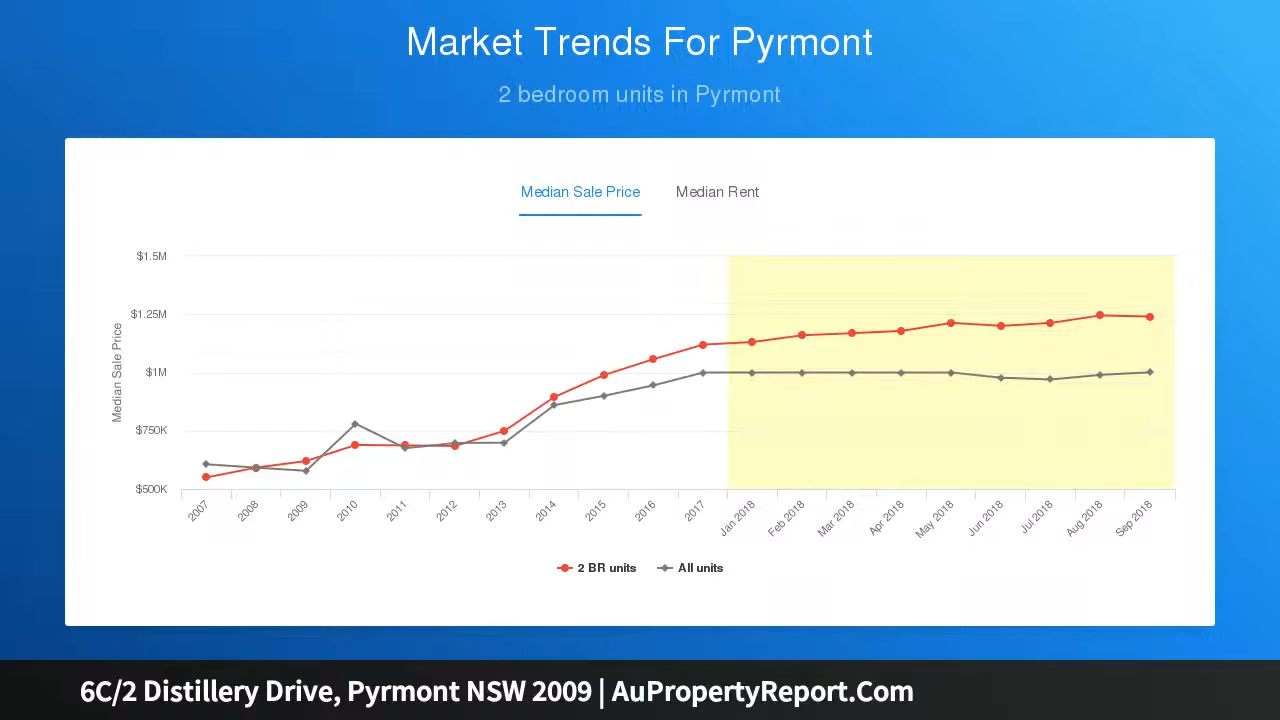 Market Trends For Pyrmont
2 bedroom units in Pyrmont
Median Sale Price Median Rent
$1.5M
$1.25M
$1M
$750K
$500K
Median Sale Price
2007 2008 2009 2010 2011 2012 2013 2014 2015 2016 2017 Jan 2018 Feb 2018 Mar 2018 Apr 2018 May 2018 Jun 2018 Jul 2018 Aug 2018 Sep 2018
2 BR units All units
6C/2 Distillery Drive, Pyrmont NSW 2009 | AuPropertyReport.Com